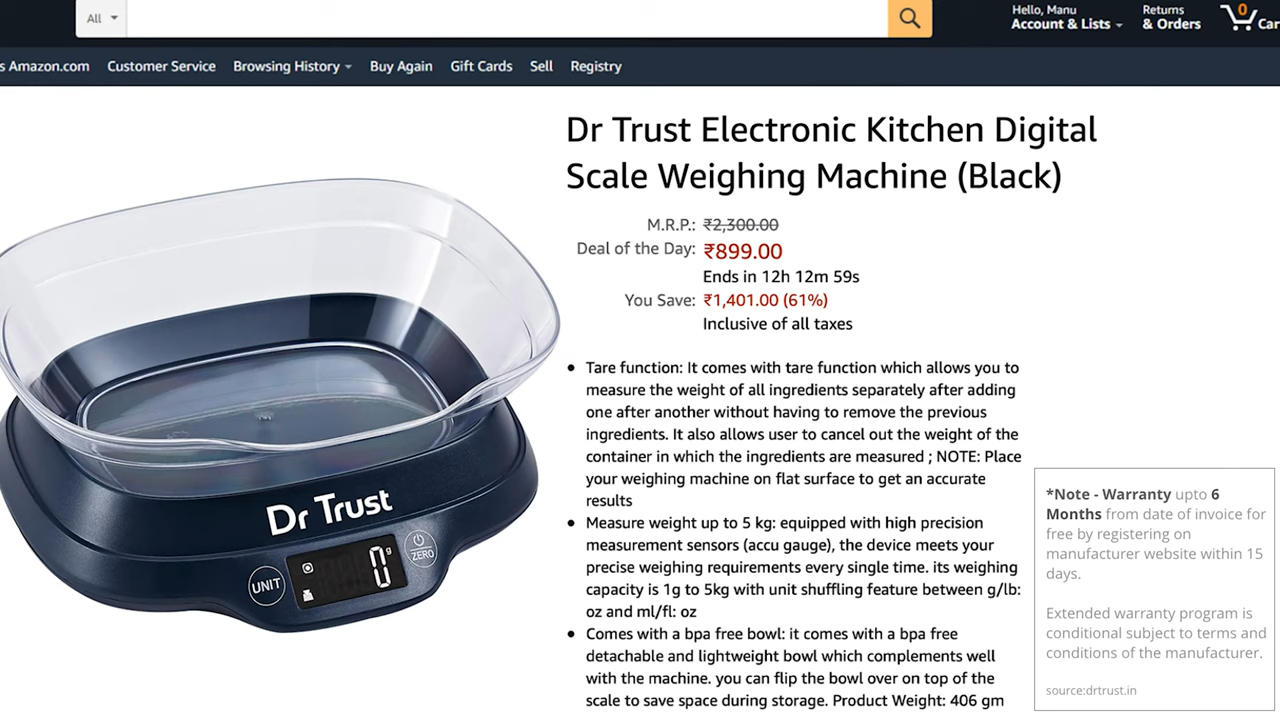 All
Hello, Manu
Account & Lists
Returns
& Orders
0
Car
s Amazon.com
Customer Service
Browsing History
Buy Again
Gift Cards
Sell
Registry
Dr Trust Electronic Kitchen Digital
Scale Weighing Machine (Black)
M.R.P.: ₹2,300.00
Deal of the Day: ₹899.00
Ends in 12h 12m 59s
You Save: ₹1,401.00 (61%)
Inclusive of all taxes
Tare function: It comes with tare function which allows you to
measure the weight of all ingredients separately after adding
one after another without having to remove the previous
ingredients. It also allows user to cancel out the weight of the
container in which the ingredients are measured ; NOTE: Place
your weighing machine on flat surface to get an accurate
results
Measure weight up to 5 kg: equipped with high precision
measurement sensors (accu gauge), the device meets your
precise weighing requirements every single time. its weighing
capacity is 1g to 5kg with unit shuffling feature between g/lb:
oz and ml/fl: oz
Comes with a bpa free bowl: it comes with a bpa free
detachable and lightweight bowl which complements well
with the machine. you can flip the bowl over on top of the
scale to save space during storage. Product Weight: 406 gm
Dr Trust
UNIT
0 g
ZERO
*Note - Warranty upto 6
Months from date of invoice for
free by registering on
manufacturer website within 15
days.
Extended warranty program is
conditional subject to terms and
conditions of the manufacturer.
source:drtrust.in